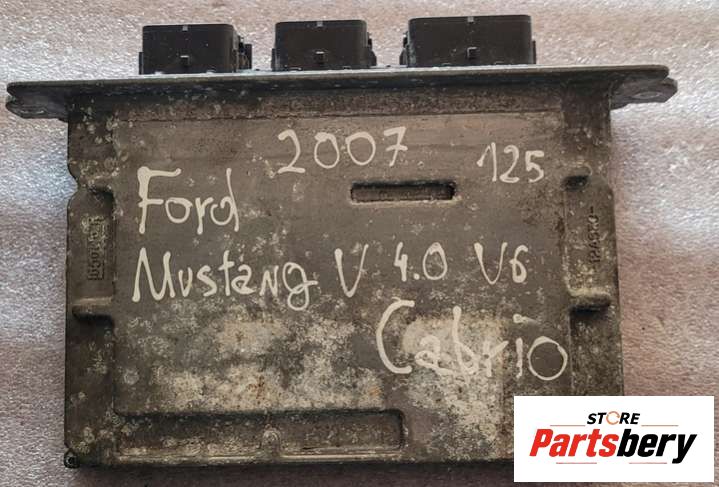 2007 125
Ford
Mustang V 4.0 V6
Cabrio
STORE
Partsbery